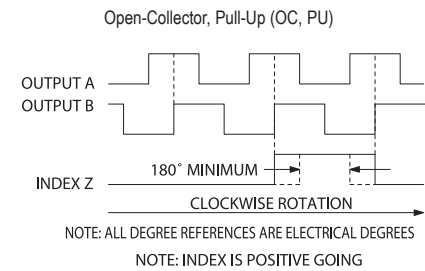 Open-Collector, Pull-Up (OC, PU)
OUTPUT A
OUTPUT B
180° MINIMUM
INDEX Z
CLOCKWISE ROTATION
NOTE: ALL DEGREE REFERENCES ARE ELECTRICAL DEGREES
NOTE: INDEX IS POSITIVE GOING